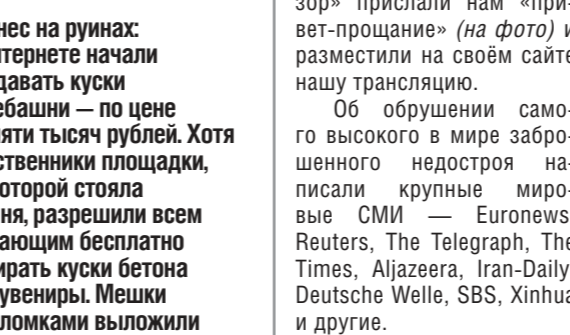 нес на руинах:
тернете начали
давать куски
ебашни — по цене
яти тысяч рублей. Хотя
ственники площадки,
оторой стояла
ня, разрешили всем
ающим бесплатно
ирать куски бетона
увениры. Мешки
ломками выложили
зор» прислали нам «при-
вет-прощание» (на фото) и
разместили на своём сайте
нашу трансляцию.
Об обрушении само-
го высокого в мире забро-
шенного недостроя на-
писали крупные миро-
вые СМИ — Euronews
Reuters, The Telegraph, The
Times, Aljazeera, Iran-Daily
Deutsche Welle, SBS, Xinhua
и другие.